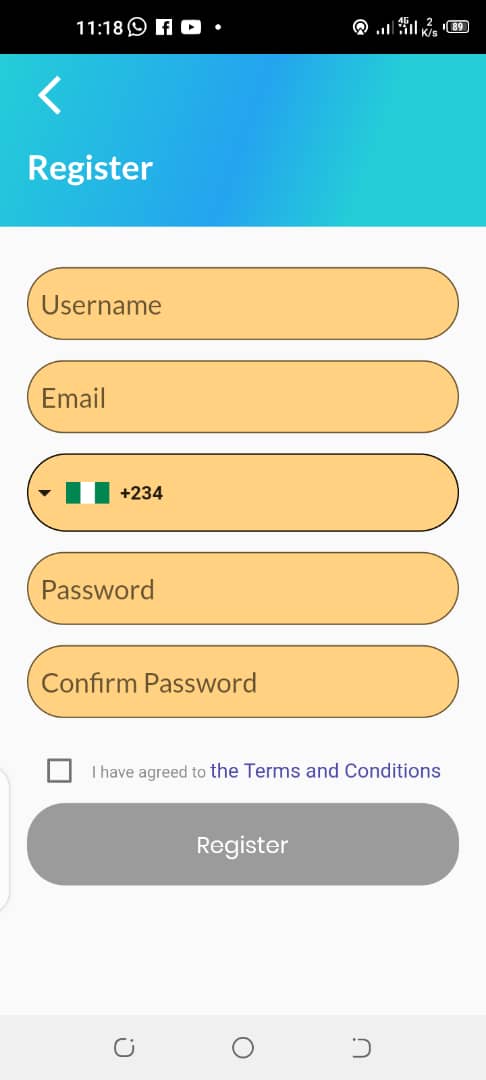 11:18 4G 2 K/s 89
Register
Username
Email
+234
Password
Confirm Password
I have agreed to the Terms and Conditions
Register